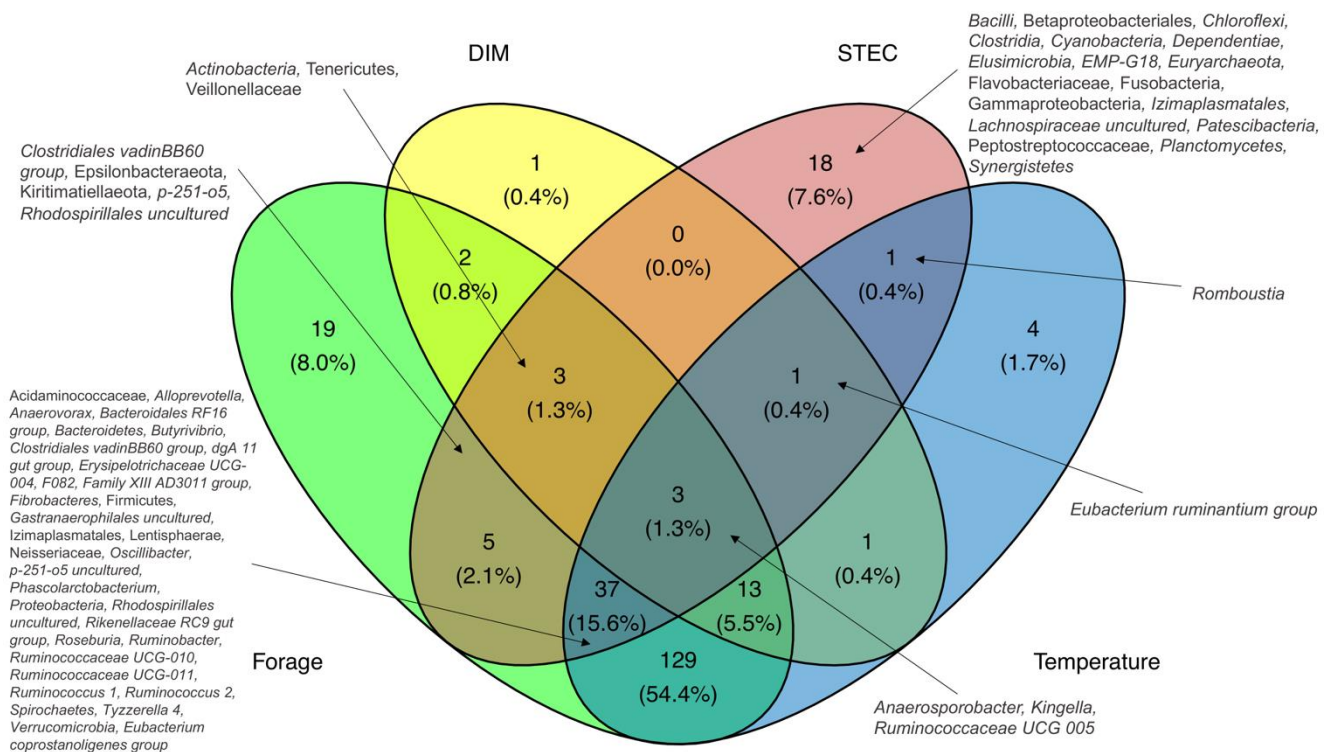 DIM
STEC
Bacilli, Betaproteobacteriales, Chloroflexi,
Clostridia, Cyanobacteria, Dependentiae,
Elusimicrobia, EMP-G18, Euryarchaeota,
Flavobacteriaceae, Fusobacteria,
Gammaproteobacteria, Izimaplasmatales,
Lachnospiraceae uncultured, Patescibacteria,
Peptostreptococcaceae, Planctomycetes,
Synergistetes
Actinobacteria, Tenericutes,
Veillonellaceae
Clostridiales vadinBB60
group, Epsilonbacteraeota,
Kiritimatiellaeota, p-251-o5,
Rhodospirillales uncultured
1
(0.4%)
18
(7.6%)
2
(0.8%)
0
(0.0%)
1
(0.4%)
Romboustia
19
(8.0%)
4
(1.7%)
3
(1.3%)
1
(0.4%)
Eubacterium ruminantium group
Acidaminococcaceae, Alloprevotella,
Anaerovorax, Bacteroidales RF16
group, Bacteroidetes, Butyrivibrio,
Clostridiales vadinBB60 group, dgA 11
gut group, Erysipelotrichaceae UCG-
004, F082, Family XIII AD3011 group,
Fibrobacteres, Firmicutes,
Gastranaerophilales uncultured,
Izimaplasmatales, Lentisphaerae,
Neisseriaceae, Oscillibacter,
p-251-o5 uncultured,
Phascolarctobacterium,
Proteobacteria, Rhodospirillales
uncultured, Rikenellaceae RC9 gut
group, Roseburia, Ruminobacter,
Ruminococcaceae UCG-010,
Ruminococcaceae UCG-011,
Ruminococcus 1, Ruminococcus 2,
Spirochaetes, Tyzzerella 4,
Verrucomicrobia, Eubacterium
coprostanoligenes group
3
(1.3%)
5
(2.1%)
1
(0.4%)
37
(15.6%)
13
(5.5%)
129
(54.4%)
Forage
Temperature
Anaerosporobacter, Kingella,
Ruminococcaceae UCG 005